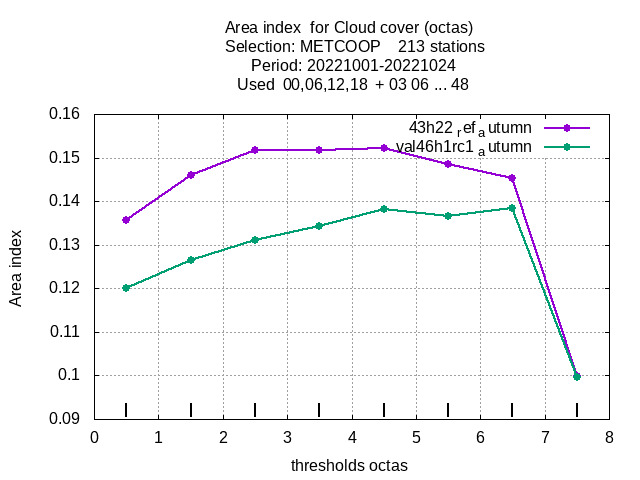 Area index  for Cloud cover (octas)
Selection: METCOOP    213 stations
Period: 20221001-20221024
Used  00,06,12,18  + 03 06 ... 48
0.16
43h22 ref autumn
val46h1rc1 autumn
0.15
0.14
0.13
0.12
0.11
0.1
0.09
Area index
0 1 2 3 4 5 6 7 8
thresholds octas